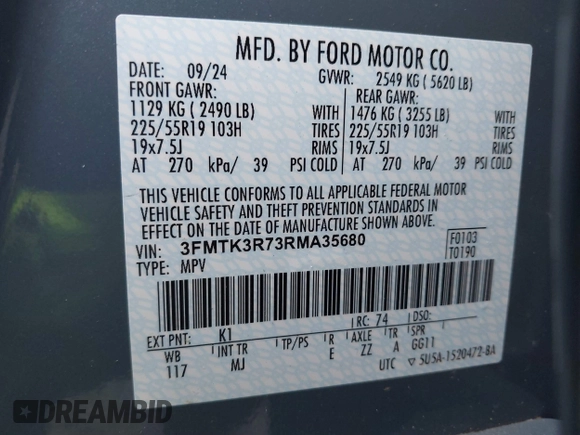 MFD. BY FORD MOTOR CO.
DATE: 09/24 GVWR: 2549 KG ( 5620 LB)
FRONT GAWR: REAR GAWR:
1129 KG ( 2490 LB) WITH 1476 KG ( 3255 LB) WITH
225/55R19 103H TIRES 225/55R19 103H TIRES
19x7.5J RIMS 19x7.5J RIMS
AT 270 kPa/ 39 PSI COLD AT 270 kPa/ 39 PSI COLD
THIS VEHICLE CONFORMS TO ALL APPLICABLE FEDERAL MOTOR
VEHICLE SAFETY AND THEFT PREVENTION STANDARDS IN
EFFECT ON THE DATE OF MANUFACTURE SHOWN ABOVE.
VIN: 3FMTK3R73RMA35680 F0103
TYPE: MPV T0190
EXT PNT: K1 RC: 74 DSO:
WB INT TR TP/PS R AXLE TR SPR
117 MJ E ZZ A GG11
UTC ▽ 5U5A-1520472-BA
DREAMBID